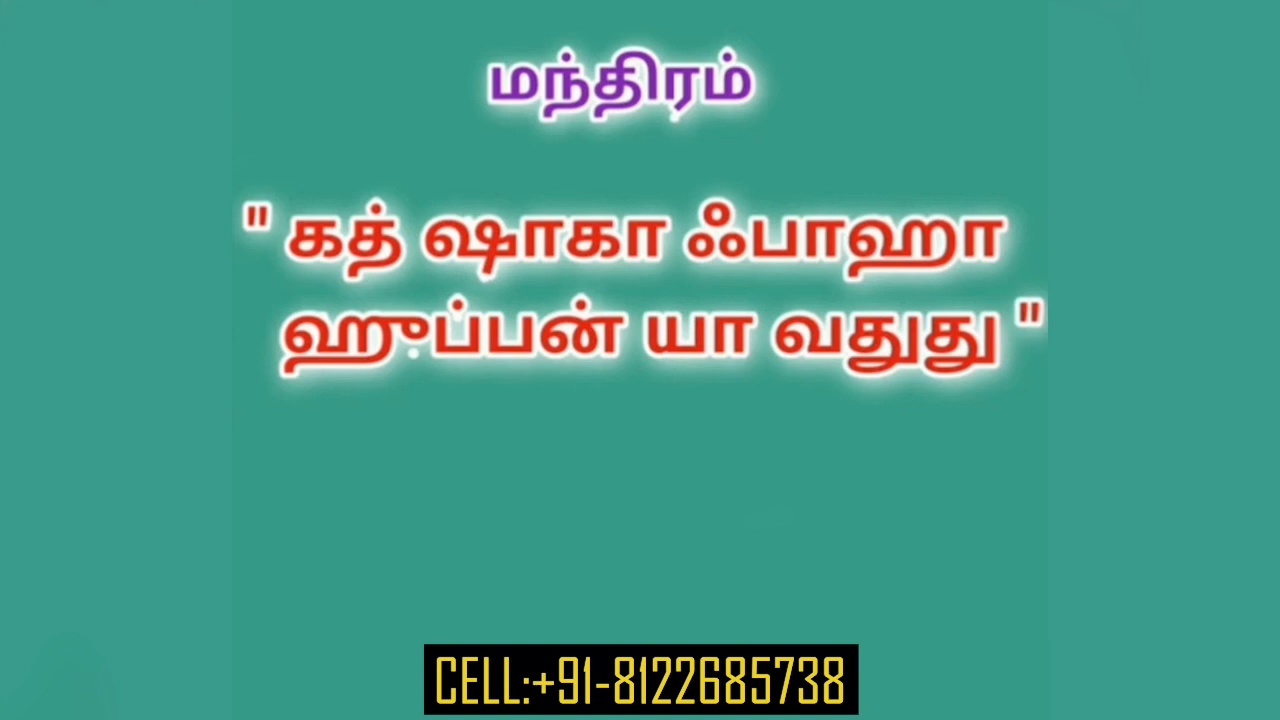 மந்திரம்
" கத் ஷாகா ஃபாஹா
ஹுப்பன் யா வதுது "
CELL:+91-8122685738